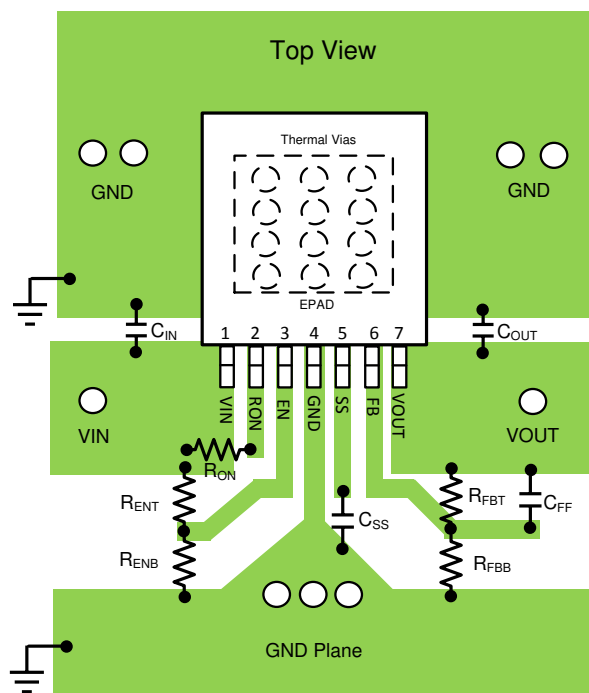 Top View
Thermal Vias
GND
GND
EPAD
1 2 3 4 5 6 7
CIN
COUT
VIN
RON
EN
GND
SS
FB
VOUT
VIN
VOUT
RON
RENT
RFBT
CFF
CSS
RENB
RFBB
GND Plane